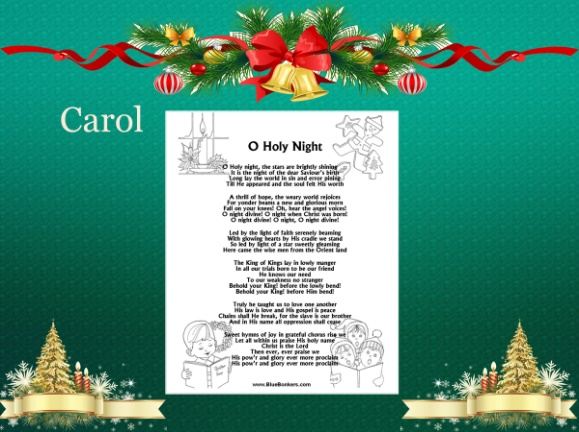 Carol
O Holy Night
O Holy night, the stars are brightly shining
It is the night of the dear Saviour's birth
'Long lay the world in sin and error pining
Till He appeared and the soul felt His worth
A thrill of hope, the weary world rejoices
For yonder beams a new and glorious morn
Fall on your knees! Oh, hear the angel voices!
O night divine! O night when Christ was born!
O night divine! O night, O night divine!
Led by the light of faith serenely beaming
With glowing hearts by His cradle we stand
So led by light of a star sweetly gleaming
Here came the wise men from the Orient land
The King of Kings lay in lowly manger
In all our trials born to be our friend
He knows our need
To our weakness no stranger
Behold your King! before the lowly bend!
Behold your King! before Him bend!
Truly he taught us to love one another
His law is love and His gospel is peace
Chains shall He break, for the slave is our brother
And in His name all oppression shall cease
Sweet hymns of joy in grateful chorus rise we
Let all within us praise His holy name
Christ is the Lord
Then ever, ever praise we
His pow'r and glory ever more proclaim
His pow'r and glory ever more proclaim
www.BlueBonkers.com